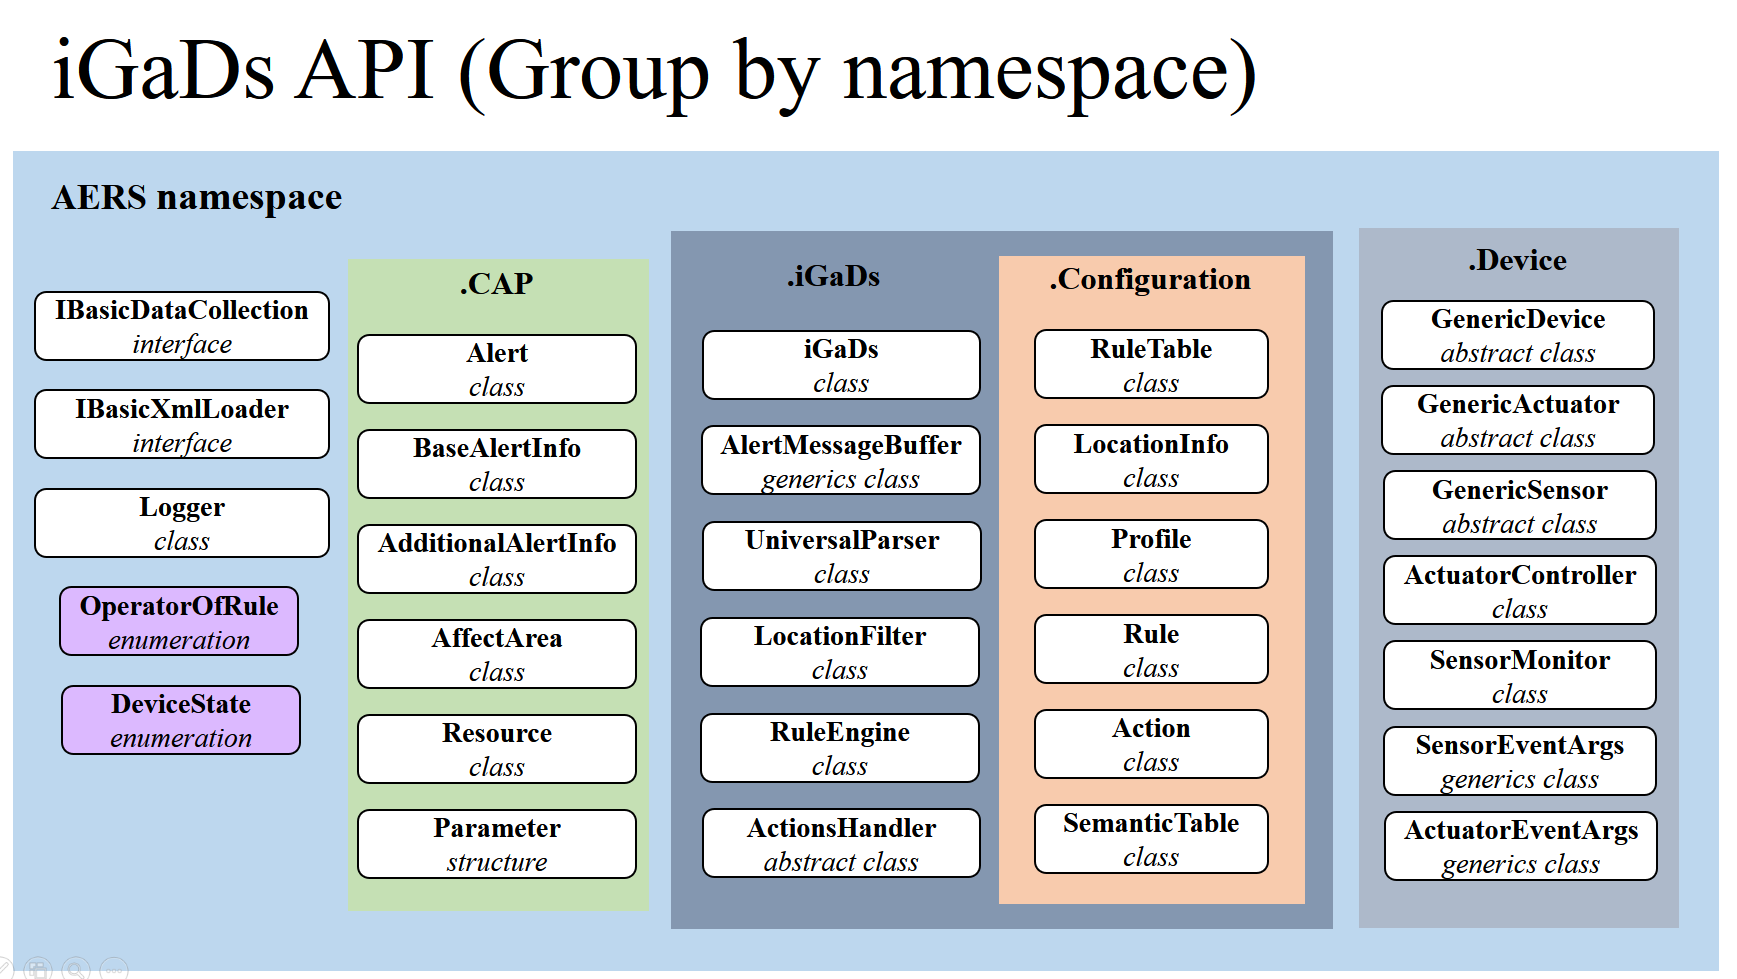 iGaDs API (Group by namespace)
AERS namespace
IBasicDataCollection
interface
IBasicXmlLoader
interface
Logger
class
OperatorOfRule
enumeration
DeviceState
enumeration
.CAP
Alert
class
BaseAlertInfo
class
AdditionalAlertInfo
class
AffectArea
class
Resource
class
Parameter
structure
.iGaDs
iGaDs
class
AlertMessageBuffer
generics class
UniversalParser
class
LocationFilter
class
RuleEngine
class
ActionsHandler
abstract class
.Configuration
RuleTable
class
LocationInfo
class
Profile
class
Rule
class
Action
class
SemanticTable
class
.Device
GenericDevice
abstract class
GenericActuator
abstract class
GenericSensor
abstract class
ActuatorController
class
SensorMonitor
class
SensorEventArgs
generics class
ActuatorEventArgs
generics class